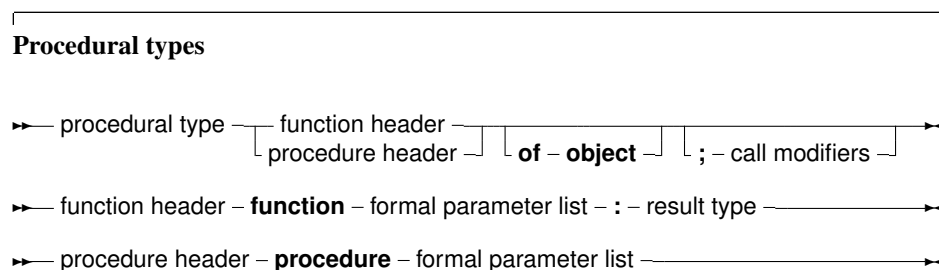 Procedural types
procedural type – function header
procedure header – of – object – ; – call modifiers
function header – function – formal parameter list – : – result type
procedure header – procedure – formal parameter list